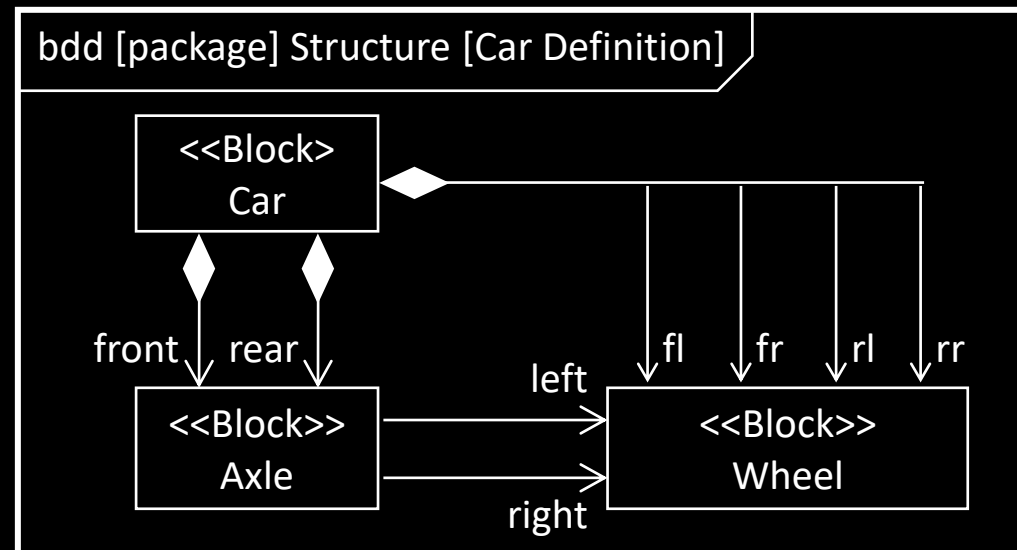 bdd [package] Structure [Car Definition]
<<Block>
Car
front
rear
fl
fr
rl
rr
left
<<Block>>
Axle
<<Block>>
Wheel
right